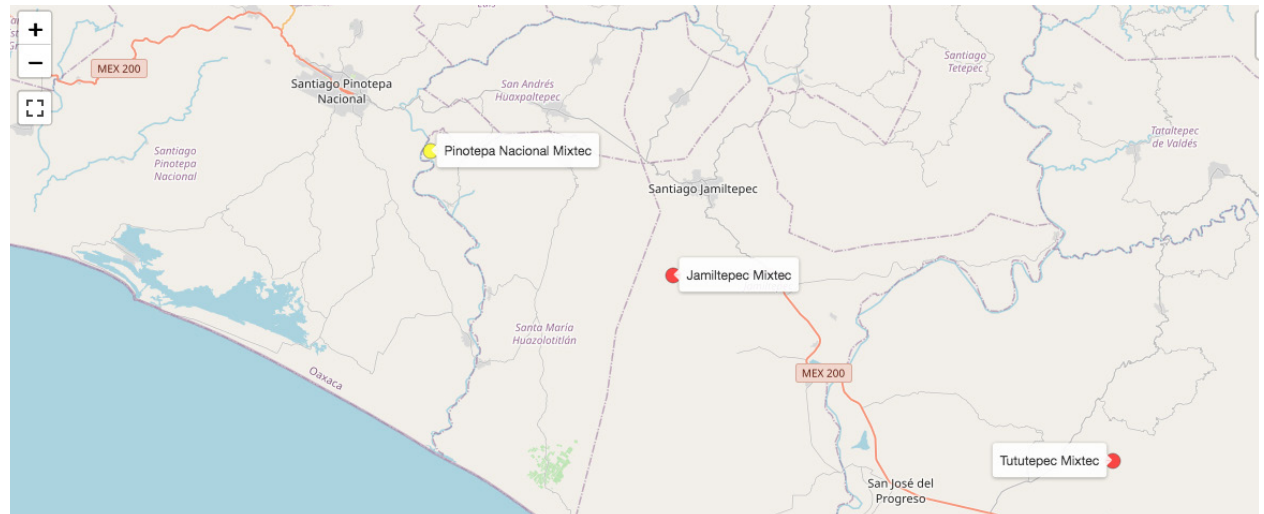 +
−
MEX 200
Santiago Pinotepa
Nacional
San Andrés
Huaxpaltepec
Santiago
Tetepec
Tataltepec
de Valdés
Santiago
Pinotepa
Nacional
Pinotepa Nacional Mixtec
Santiago Jamiltepec
Jamiltepec Mixtec
Santa María
Huazolotitlán
Oaxaca
MEX 200
Tututepec Mixtec
San José del
Progreso